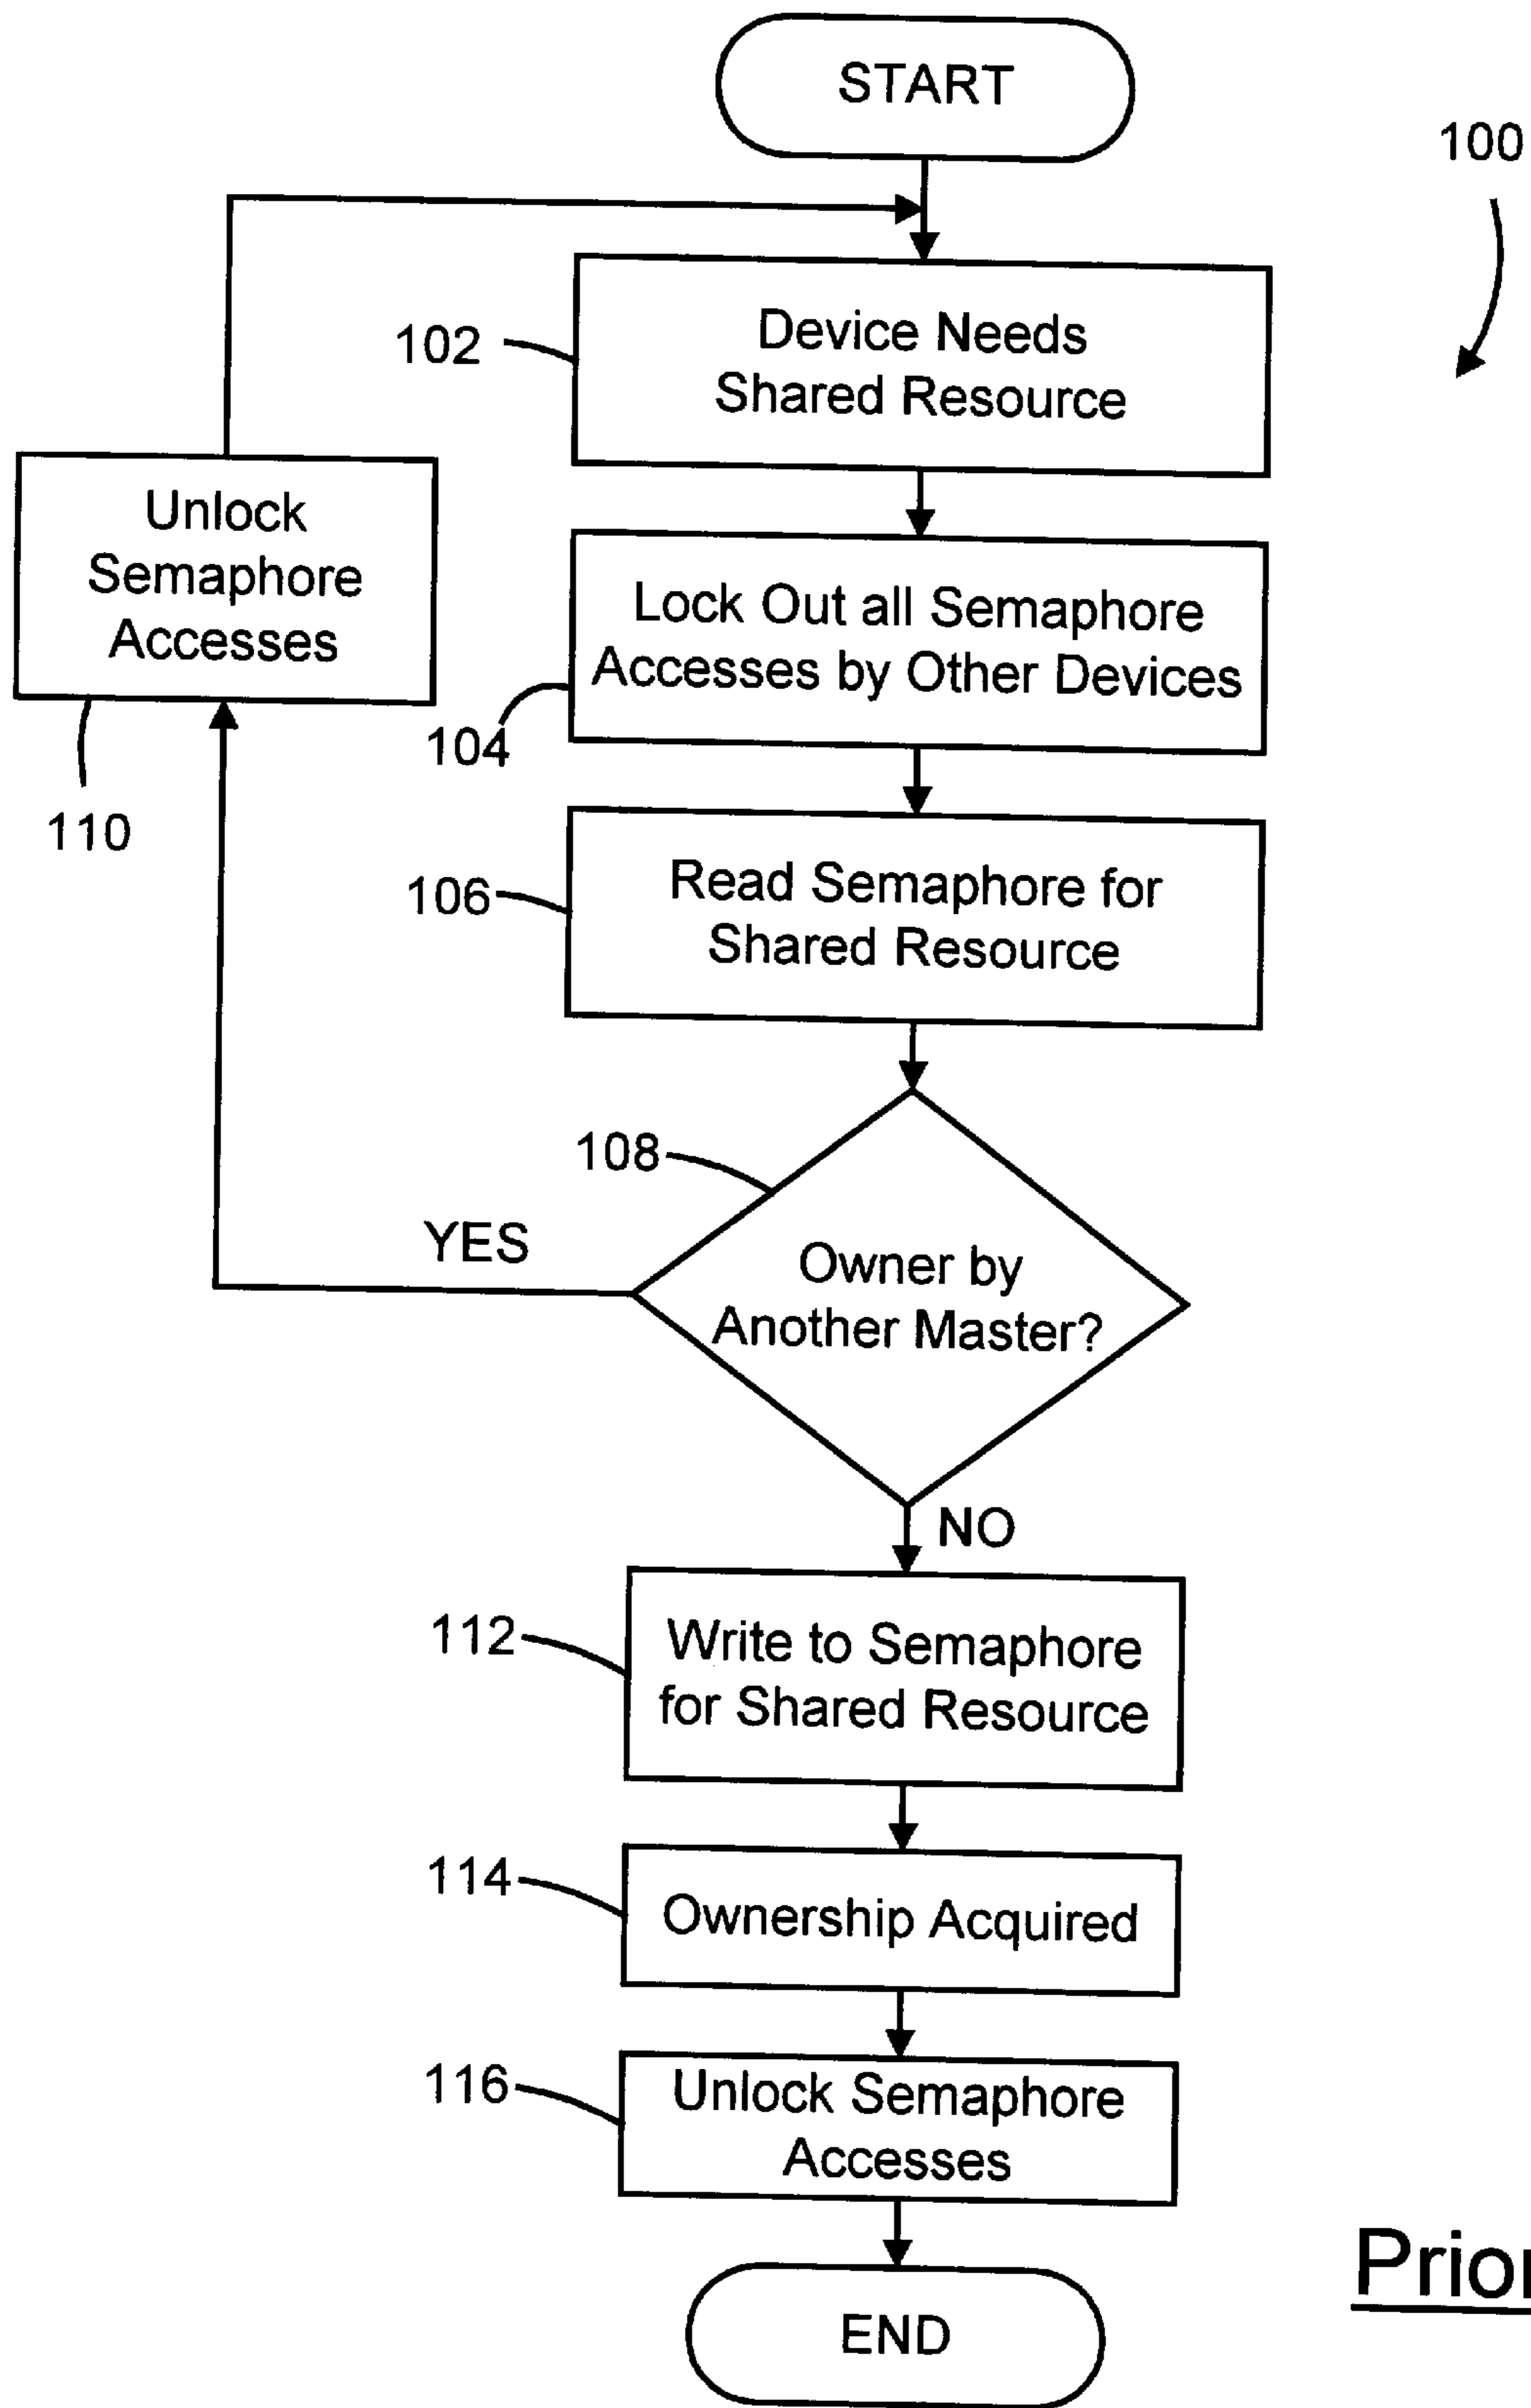 START
100
102
Device Needs
Shared Resource
Unlock
Semaphore
Accesses
110
Lock Out all Semaphore
Accesses by Other Devices
104
106
Read Semaphore for
Shared Resource
108
YES
Owner by
Another Master?
NO
112
Write to Semaphore
for Shared Resource
114
Ownership Acquired
116
Unlock Semaphore
Accesses
END
Prior